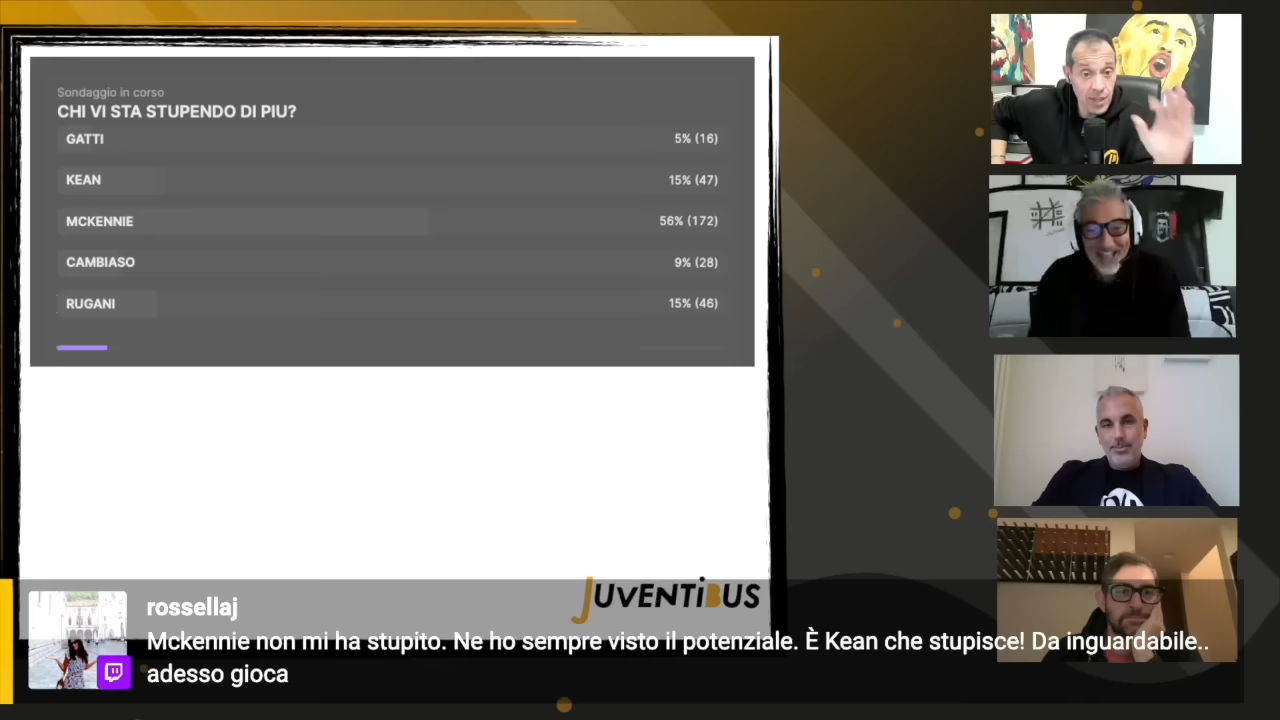 Sondaggio in corso
CHI VI STA STUPENDO DI PIU?
GATTI 5% (16)
KEAN 15% (47)
MCKENNIE 56% (172)
CAMBIASO 9% (28)
RUGANI 15% (46)
JUVENTIBUS
rossellaj
Mckennie non mi ha stupito. Ne ho sempre visto il potenziale. È Kean che stupisce! Da inguardabile..
adesso gioca